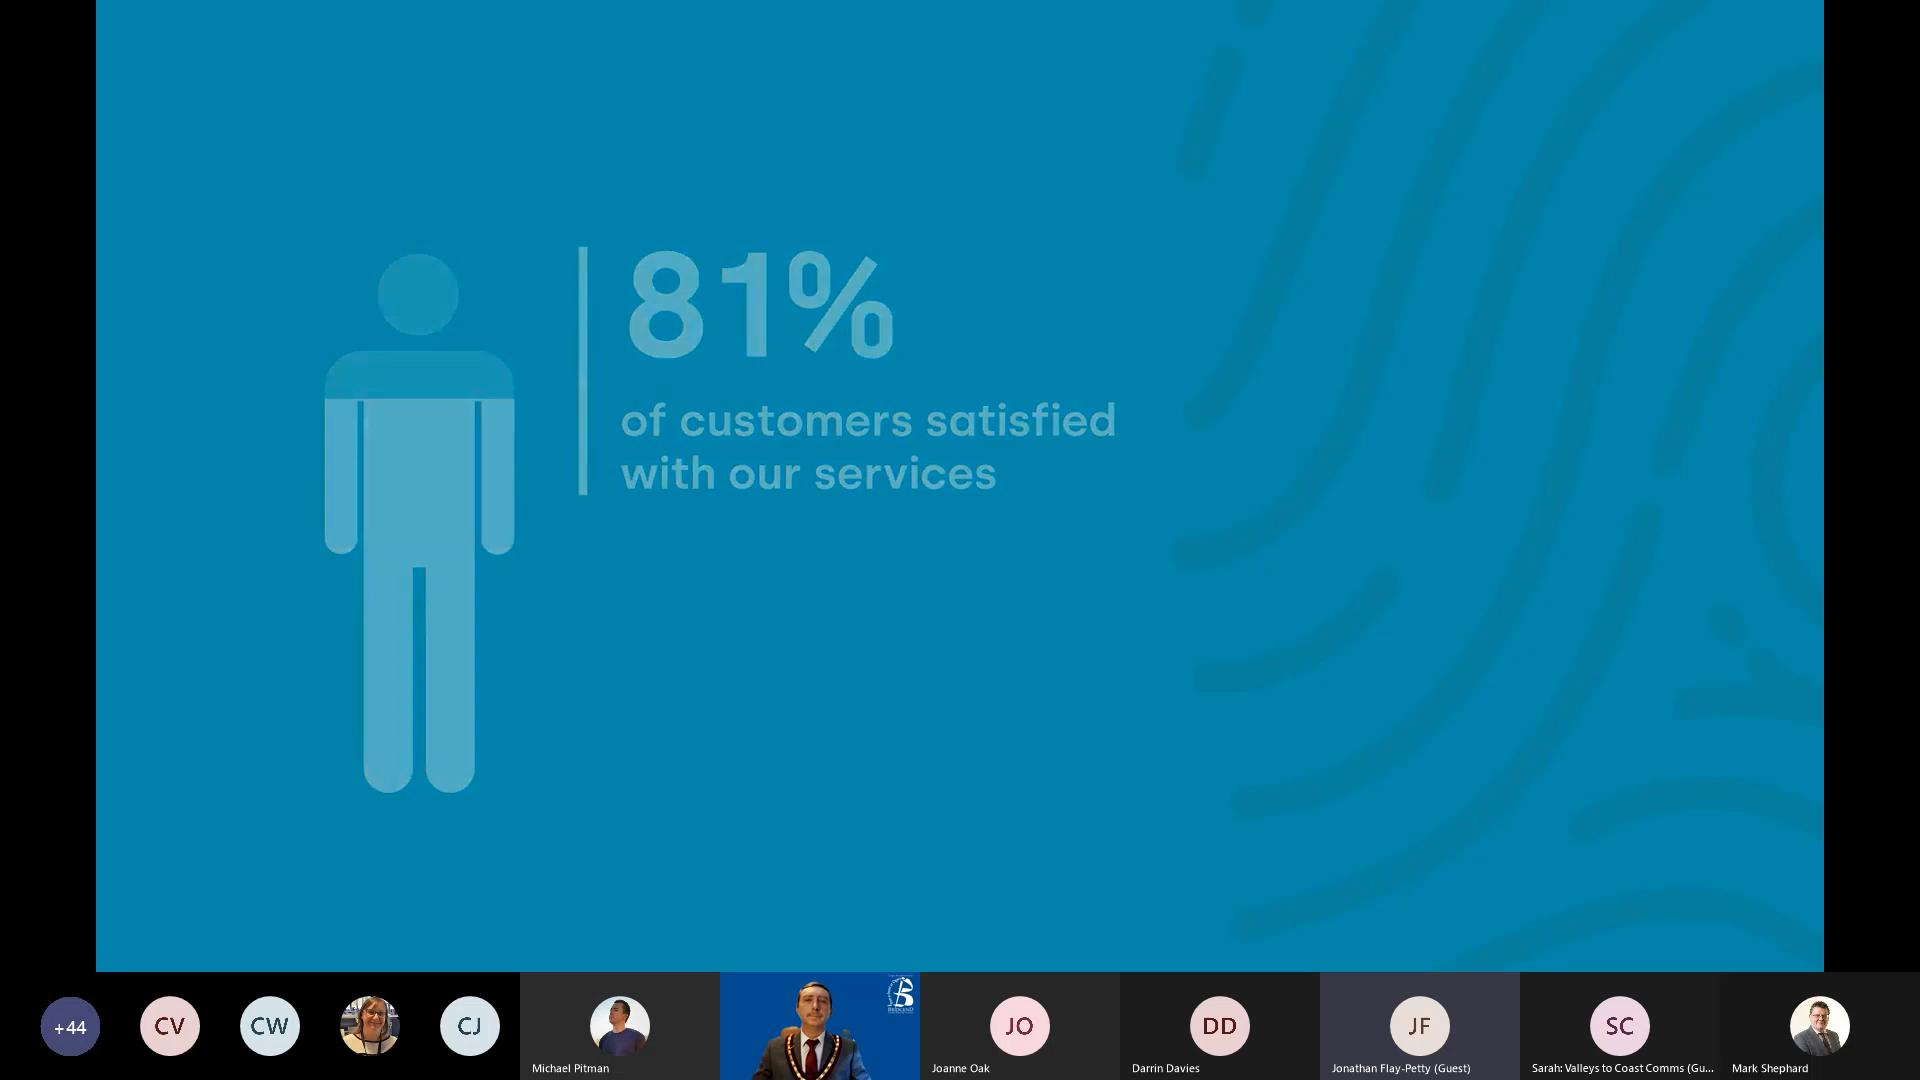 81%
of customers satisfied
with our services
+44
CV
CW
CJ
Michael Pitman
BRIDGEND
JO
Joanne Oak
DD
Darrin Davies
JF
Jonathan Flay-Petty (Guest)
SC
Sarah: Valleys to Coast Comms (Gu...
Mark Shephard